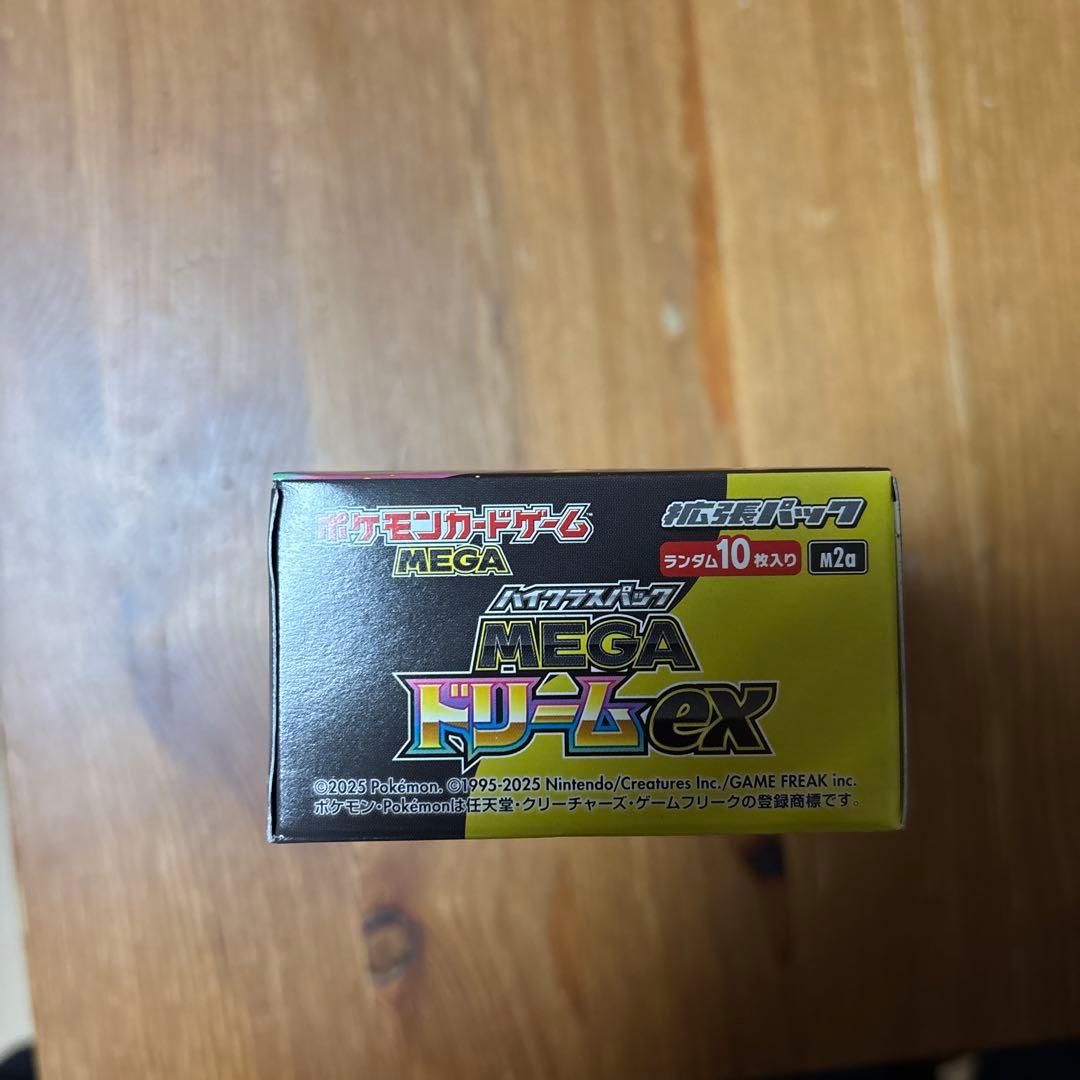 ポケモンカードゲーム™
MEGA
拡張パック
ランダム10枚入り
M2a
ハイクラスパック
MEGA
ドリームex
©2025 Pokémon. ©1995-2025 Nintendo/Creatures Inc./GAME FREAK inc.
ポケモン・Pokémonは任天堂・クリーチャーズ・ゲームフリークの登録商標です。